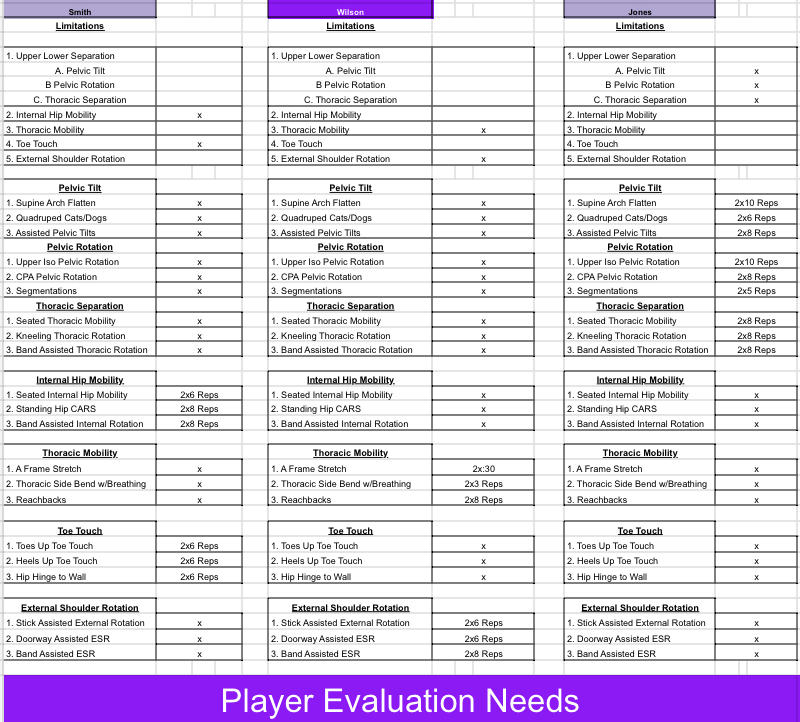 Smith Wilson Jones
Limitations Limitations Limitations
1. Upper Lower Separation 1. Upper Lower Separation 1. Upper Lower Separation
A. Pelvic Tilt A. Pelvic Tilt A. Pelvic Tilt x
B Pelvic Rotation B Pelvic Rotation B Pelvic Rotation x
C. Thoracic Separation C. Thoracic Separation C. Thoracic Separation x
2. Internal Hip Mobility x 2. Internal Hip Mobility 2. Internal Hip Mobility
3. Thoracic Mobility 3. Thoracic Mobility x 3. Thoracic Mobility
4. Toe Touch x 4. Toe Touch 4. Toe Touch
5. External Shoulder Rotation 5. External Shoulder Rotation x 5. External Shoulder Rotation
Pelvic Tilt Pelvic Tilt Pelvic Tilt
1. Supine Arch Flatten x 1. Supine Arch Flatten x 1. Supine Arch Flatten 2x10 Reps
2. Quadruped Cats/Dogs x 2. Quadruped Cats/Dogs x 2. Quadruped Cats/Dogs 2x6 Reps
3. Assisted Pelvic Tilts x 3. Assisted Pelvic Tilts x 3. Assisted Pelvic Tilts 2x8 Reps
Pelvic Rotation Pelvic Rotation Pelvic Rotation
1. Upper Iso Pelvic Rotation x 1. Upper Iso Pelvic Rotation x 1. Upper Iso Pelvic Rotation 2x10 Reps
2. CPA Pelvic Rotation x 2. CPA Pelvic Rotation x 2. CPA Pelvic Rotation 2x8 Reps
3. Segmentations x 3. Segmentations x 3. Segmentations 2x5 Reps
Thoracic Separation Thoracic Separation Thoracic Separation
1. Seated Thoracic Mobility x 1. Seated Thoracic Mobility x 1. Seated Thoracic Mobility 2x8 Reps
2. Kneeling Thoracic Rotation x 2. Kneeling Thoracic Rotation x 2. Kneeling Thoracic Rotation 2x8 Reps
3. Band Assisted Thoracic Rotation x 3. Band Assisted Thoracic Rotation x 3. Band Assisted Thoracic Rotation 2x8 Reps
Internal Hip Mobility Internal Hip Mobility Internal Hip Mobility
1. Seated Internal Hip Mobility 2x6 Reps 1. Seated Internal Hip Mobility x 1. Seated Internal Hip Mobility x
2. Standing Hip CARS 2x8 Reps 2. Standing Hip CARS x 2. Standing Hip CARS x
3. Band Assisted Internal Rotation 2x8 Reps 3. Band Assisted Internal Rotation x 3. Band Assisted Internal Rotation x
Thoracic Mobility Thoracic Mobility Thoracic Mobility
1. A Frame Stretch x 1. A Frame Stretch 2x:30 1. A Frame Stretch x
2. Thoracic Side Bend w/Breathing x 2. Thoracic Side Bend w/Breathing 2x3 Reps 2. Thoracic Side Bend w/Breathing x
3. Reachbacks x 3. Reachbacks 2x8 Reps 3. Reachbacks x
Toe Touch Toe Touch Toe Touch
1. Toes Up Toe Touch 2x6 Reps 1. Toes Up Toe Touch x 1. Toes Up Toe Touch x
2. Heels Up Toe Touch 2x6 Reps 2. Heels Up Toe Touch x 2. Heels Up Toe Touch x
3. Hip Hinge to Wall 2x6 Reps 3. Hip Hinge to Wall x 3. Hip Hinge to Wall x
External Shoulder Rotation External Shoulder Rotation External Shoulder Rotation
1. Stick Assisted External Rotation x 1. Stick Assisted External Rotation 2x6 Reps 1. Stick Assisted External Rotation x
2. Doorway Assisted ESR x 2. Doorway Assisted ESR 2x6 Reps 2. Doorway Assisted ESR x
3. Band Assisted ESR x 3. Band Assisted ESR 2x8 Reps 3. Band Assisted ESR x
Player Evaluation Needs